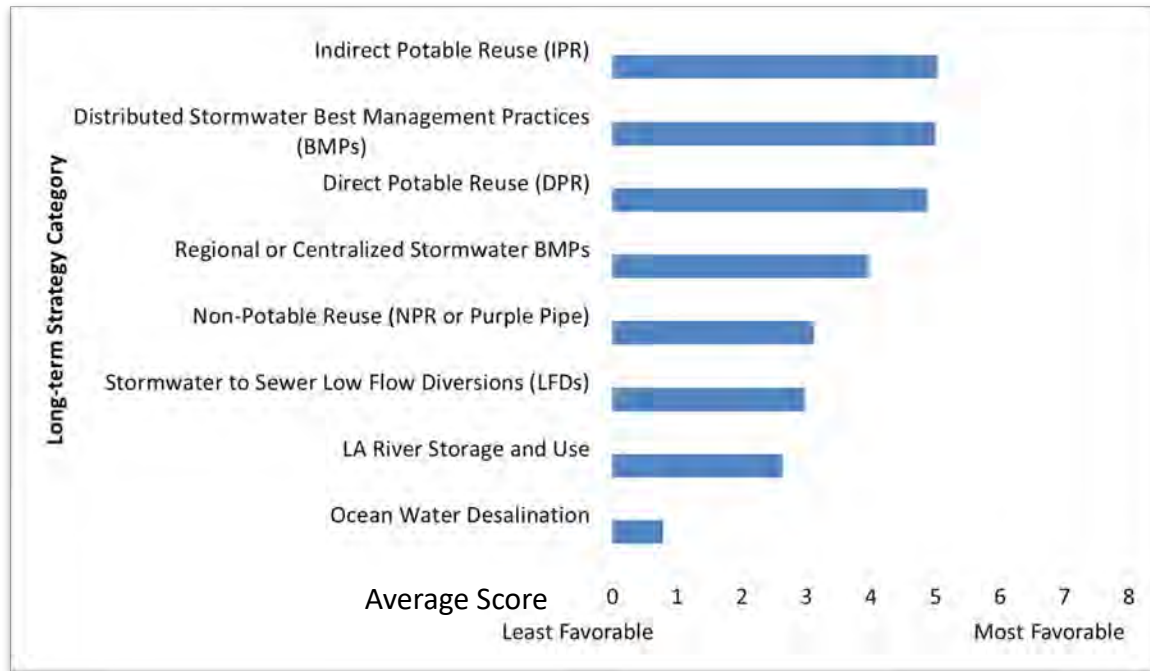 Long-term Strategy Category
Indirect Potable Reuse (IPR)
Distributed Stormwater Best Management Practices
(BMPs)
Direct Potable Reuse (DPR)
Regional or Centralized Stormwater BMPs
Non-Potable Reuse (NPR or Purple Pipe)
Stormwater to Sewer Low Flow Diversions (LFDs)
LA River Storage and Use
Ocean Water Desalination
Average Score 0 1 2 3 4 5 6 7 8
Least Favorable Most Favorable